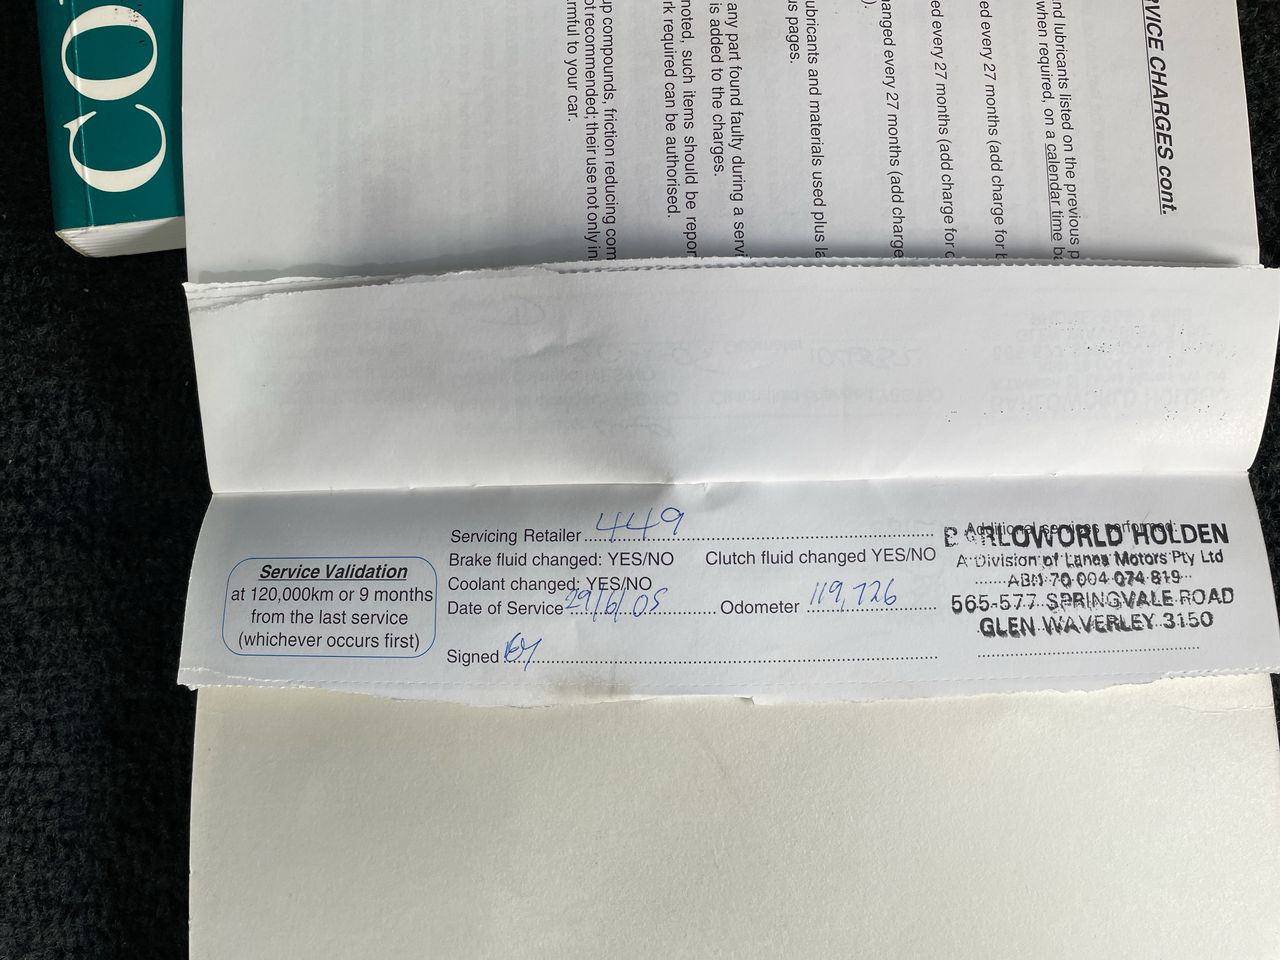 CO
RVICE CHARGES cont.
nd lubricants listed on the previous p
when required, on a calendar time ba
ed every 27 months (add charge for b
ed every 27 months (add charge for c
hanged every 27 months (add charge
).
ubricants and materials used plus la
us pages.
any part found faulty during a servi
is added to the charges.
noted, such items should be repor
rk required can be authorised.
up compounds, friction reducing com
ot recommended; their use not only in
rmful to your car.
Service Validation
at 120,000km or 9 months
from the last service
(whichever occurs first)
Servicing Retailer 449
Brake fluid changed: YES/NO Clutch fluid changed YES/NO
Coolant changed: YES/NO
Date of Service 29/6/05 Odometer 119,726
Signed
Additional services performed:
BARLOWORLD HOLDEN
A Division of Lanes Motors Pty Ltd
ABN 70 004 074 819
565-577 SPRINGVALE ROAD
GLEN WAVERLEY 3150